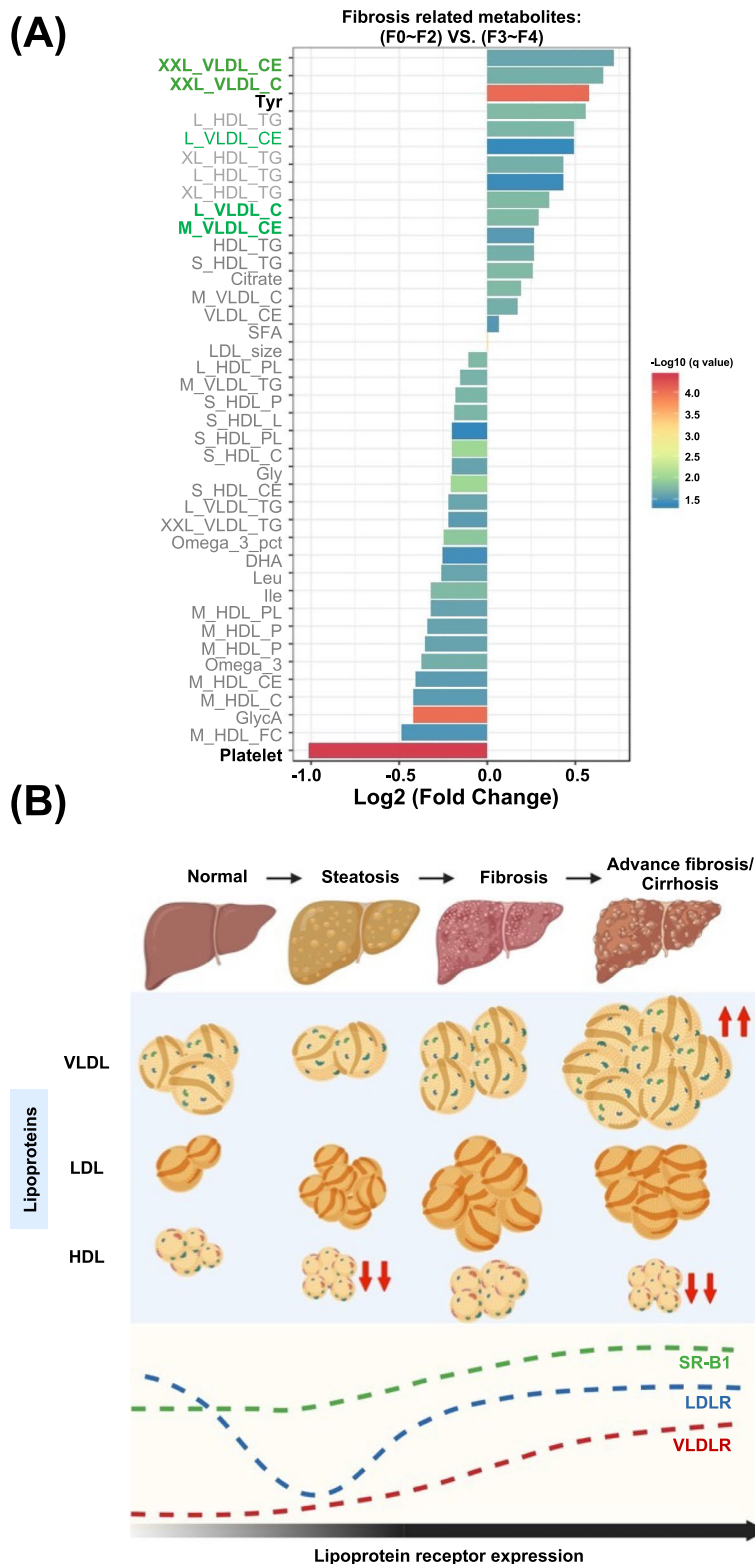 (A)
Fibrosis related metabolites:
(F0~F2) VS. (F3~F4)
XXL_VLDL_CE
XXL_VLDL_C
Tyr
L_HDL_TG
L_VLDL_CE
XL_HDL_TG
L_HDL_TG
XL_HDL_TG
L_VLDL_C
M_VLDL_CE
HDL_TG
S_HDL_TG
Citrate
M_VLDL_C
VLDL_CE
SFA
LDL_size
L_HDL_PL
M_VLDL_TG
S_HDL_P
S_HDL_L
S_HDL_PL
S_HDL_C
Gly
S_HDL_CE
L_VLDL_TG
XXL_VLDL_TG
Omega_3_pct
DHA
Leu
Ile
M_HDL_PL
M_HDL_P
M_HDL_P
Omega_3
M_HDL_CE
M_HDL_C
GlycA
M_HDL_FC
Platelet
-1.0 -0.5 0.0 0.5
Log2 (Fold Change)
-Log10 (q value)
4.0
3.5
3.0
2.5
2.0
1.5
(B)
Normal Steatosis Fibrosis Advance fibrosis/
Cirrhosis
Lipoproteins
VLDL
LDL
HDL
SR-B1
LDLR
VLDLR
Lipoprotein receptor expression